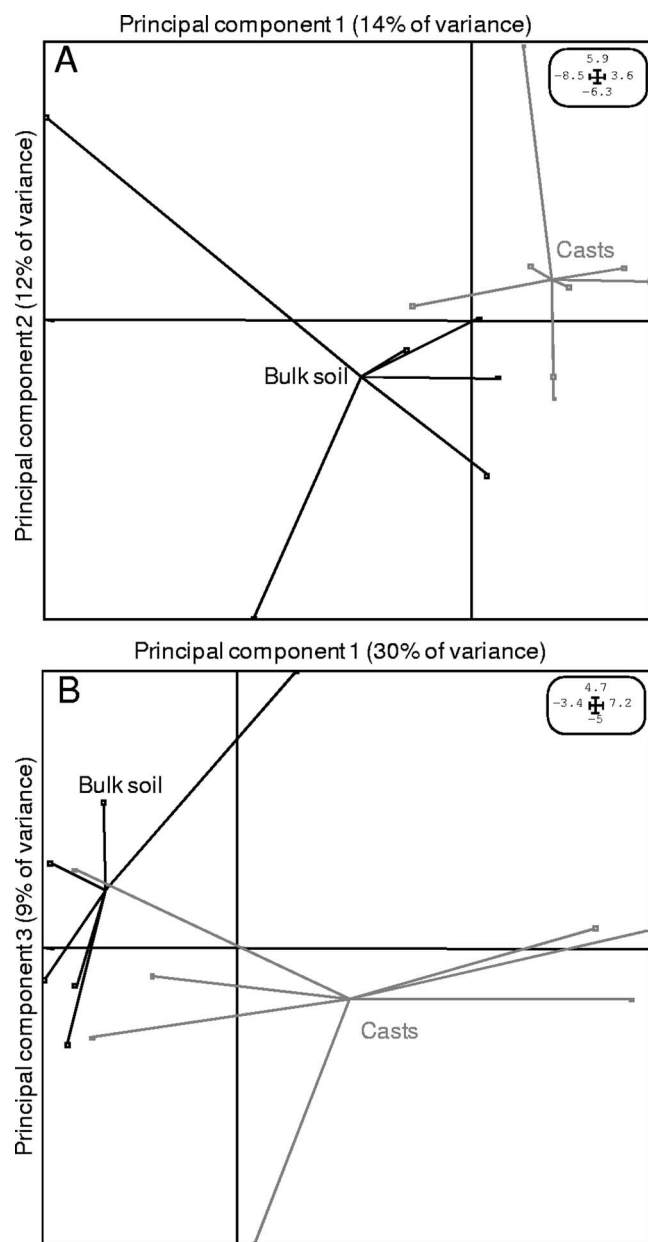 Principal component 1 (14% of variance)
A
5.9
-8.5 3.6
-6.3
Casts
Principal component 2 (12% of variance)
Bulk soil
Principal component 1 (30% of variance)
B
4.7
-3.4 7.2
-5
Bulk soil
Principal component 3 (9% of variance)
Casts